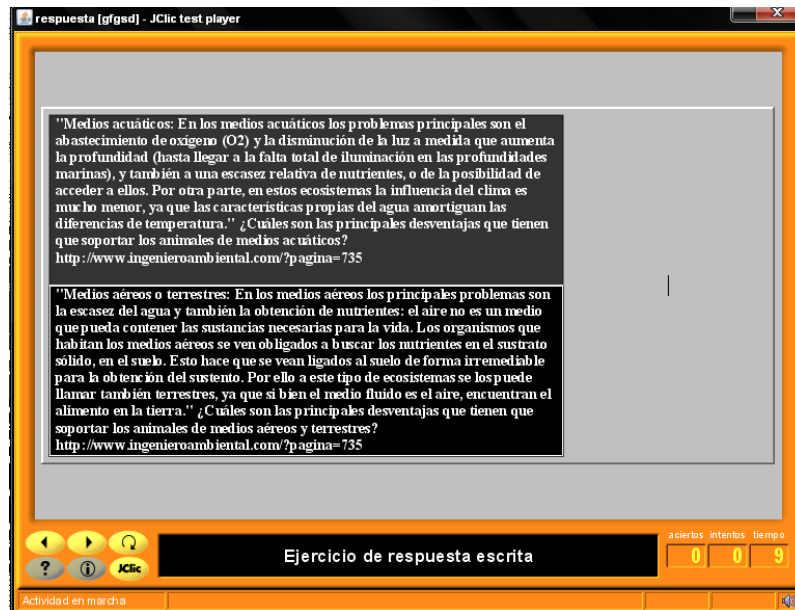 respuesta [gfgsd] - JClic test player
"Medios acuáticos: En los medios acuáticos los problemas principales son el
abastecimiento de oxígeno (O2) y la disminución de la luz a medida que aumenta
la profundidad (hasta llegar a la falta total de iluminación en las profundidades
marinas), y también a una escasez relativa de nutrientes, o de la posibilidad de
acceder a ellos. Por otra parte, en estos ecosistemas la influencia del clima es
mucho menor, ya que las características propias del agua amortiguan las
diferencias de temperatura." ¿Cuáles son las principales desventajas que tienen
que soportar los animales de medios acuáticos?
http://www.ingenieroambiental.com/?pagina=735
"Medios aéreos o terrestres: En los medios aéreos los principales problemas son
la escasez del agua y también la obtención de nutrientes: el aire no es un medio
que pueda contener las sustancias necesarias para la vida. Los organismos que
habitan los medios aéreos se ven obligados a buscar los nutrientes en el sustrato
sólido, en el suelo. Esto hace que se vean ligados al suelo de forma irremediable
para la obtención del sustento. Por ello a este tipo de ecosistemas se los puede
llamar también terrestres, ya que si bien el medio fluido es el aire, encuentran el
alimento en la tierra." ¿Cuáles son las principales desventajas que tienen que
soportar los animales de medios aéreos y terrestres?
http://www.ingenieroambiental.com/?pagina=735
aciertos intentos tiempo
0 0 9
? i JClic
Ejercicio de respuesta escrita
Actividad en marcha